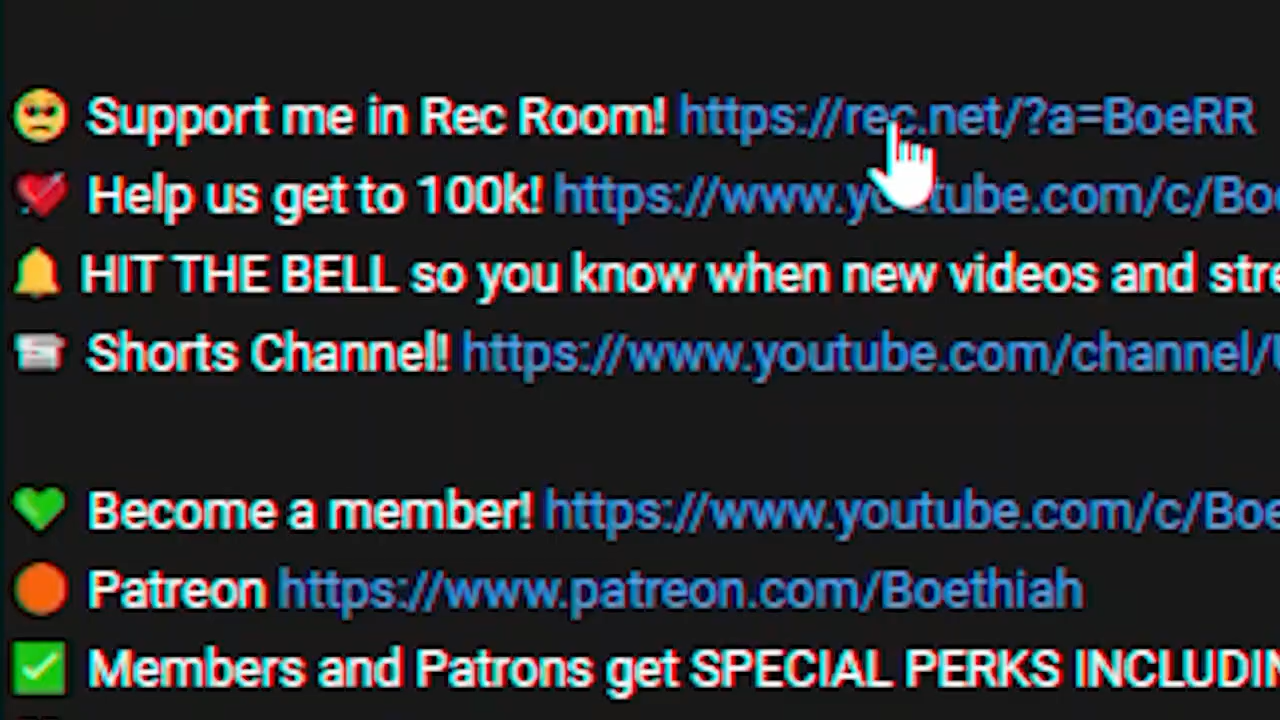 Support me in Rec Room! https://rec.net/?a=BoeRR
Help us get to 100k! https://www.youtube.com/c/Bo
HIT THE BELL so you know when new videos and stre
Shorts Channel! https://www.youtube.com/channel/
Become a member! https://www.youtube.com/c/Boe
Patreon https://www.patreon.com/Boethiah
Members and Patrons get SPECIAL PERKS INCLUDIN